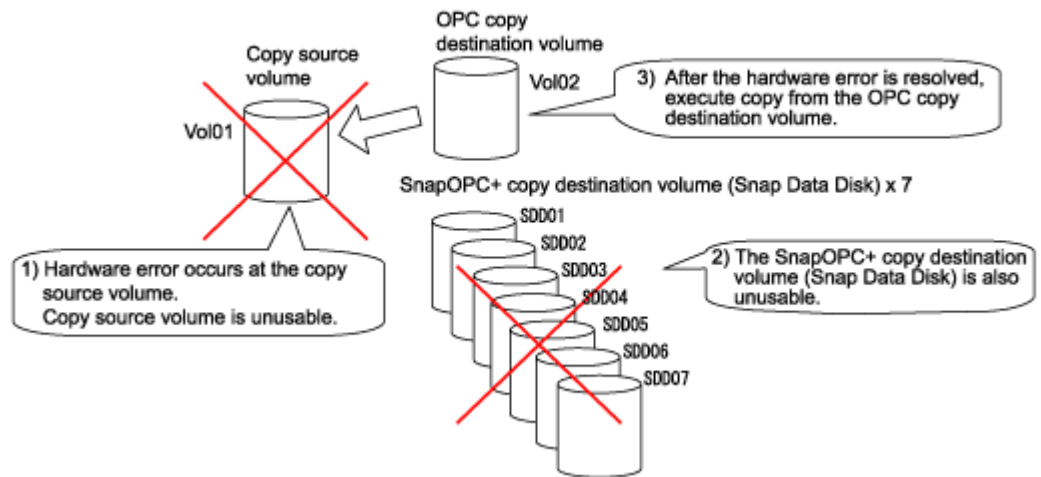 OPC copy
destination volume
Copy source
volume
Vol02
Vol01
3) After the hardware error is resolved,
execute copy from the OPC copy
destination volume.
SnapOPC+ copy destination volume (Snap Data Disk) x 7
SDD01
SDD02
SDD03
SDD04
SDD05
SDD06
SDD07
1) Hardware error occurs at the copy
source volume.
Copy source volume is unusable.
2) The SnapOPC+ copy destination
volume (Snap Data Disk) is also
unusable.